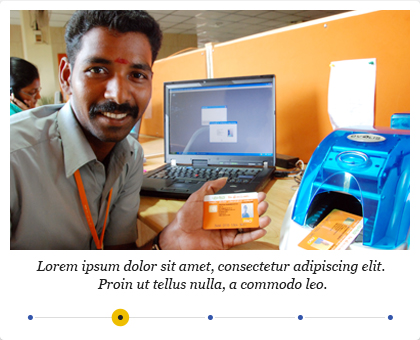 Lorem ipsum dolor sit amet, consectetur adipiscing elit.
Proin ut tellus nulla, a commodo leo.